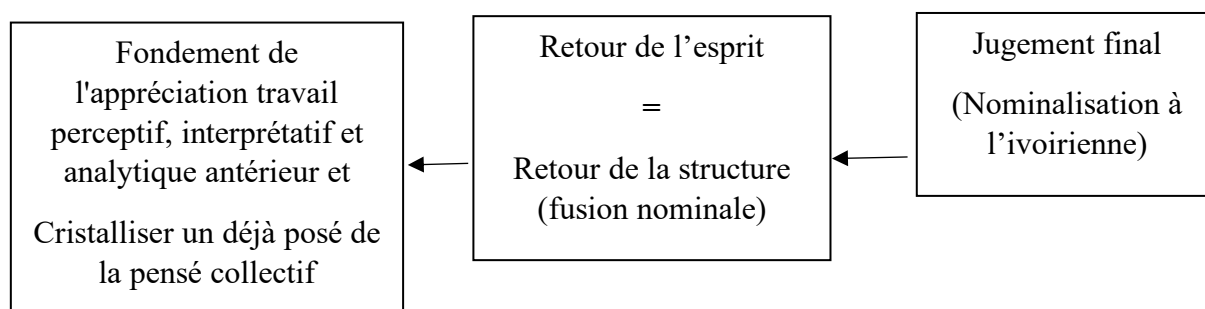 Fondement de
l'appréciation travail
perceptif, interprétatif et
analytique antérieur et
Cristalliser un déjà posé de
la pensé collectif
Retour de l’esprit
=
Retour de la structure
(fusion nominale)
Jugement final
(Nominalisation à
l’ivoirienne)